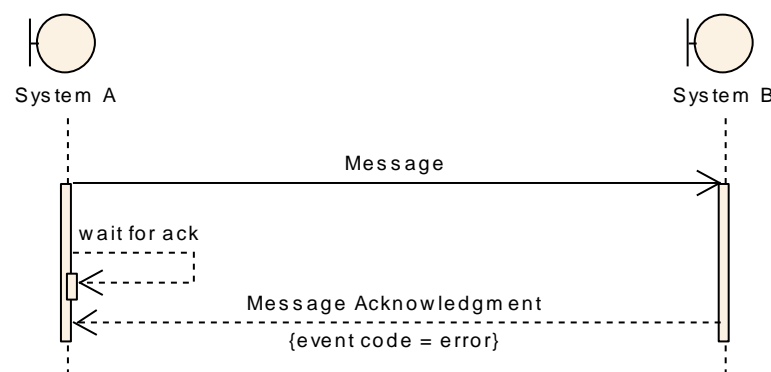 System A
System B
Message
wait for ack
Message Acknowledgment
{event code = error}